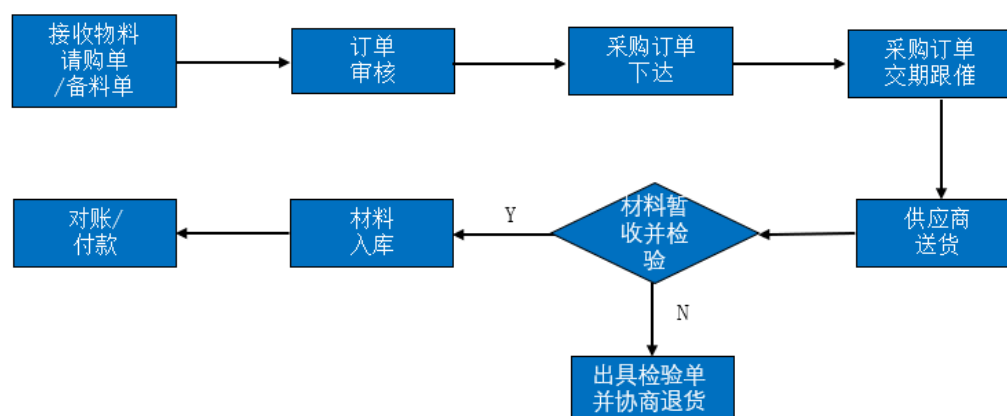 接收物料
请购单
/备料单
订单
审核
采购订单
下达
采购订单
交期跟催
对账/
付款
材料
入库
Y
材料暂
收并检
验
供应商
送货
N
出具检验单
并协商退货